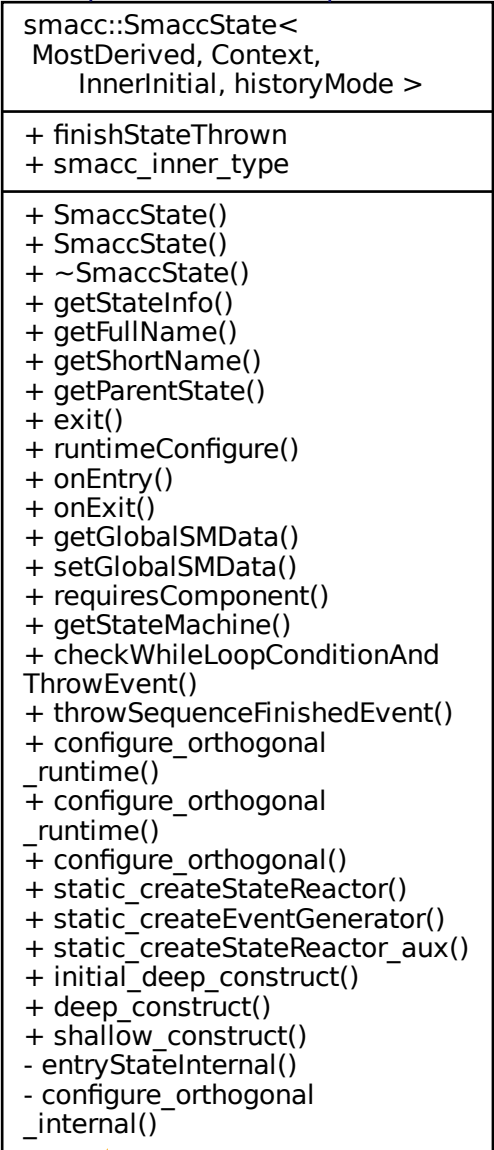 smacc::SmaccState<
MostDerived, Context,
InnerInitial, historyMode >
+ finishStateThrown
+ smacc_inner_type
+ SmaccState()
+ SmaccState()
+ ~SmaccState()
+ getStateInfo()
+ getFullName()
+ getShortName()
+ getParentState()
+ exit()
+ runtimeConfigure()
+ onEntry()
+ onExit()
+ getGlobalSMData()
+ setGlobalSMData()
+ requiresComponent()
+ getStateMachine()
+ checkWhileLoopConditionAnd
ThrowEvent()
+ throwSequenceFinishedEvent()
+ configure_orthogonal
_runtime()
+ configure_orthogonal
_runtime()
+ configure_orthogonal()
+ static_createStateReactor()
+ static_createEventGenerator()
+ static_createStateReactor_aux()
+ initial_deep_construct()
+ deep_construct()
+ shallow_construct()
- entryStateInternal()
- configure_orthogonal
_internal()